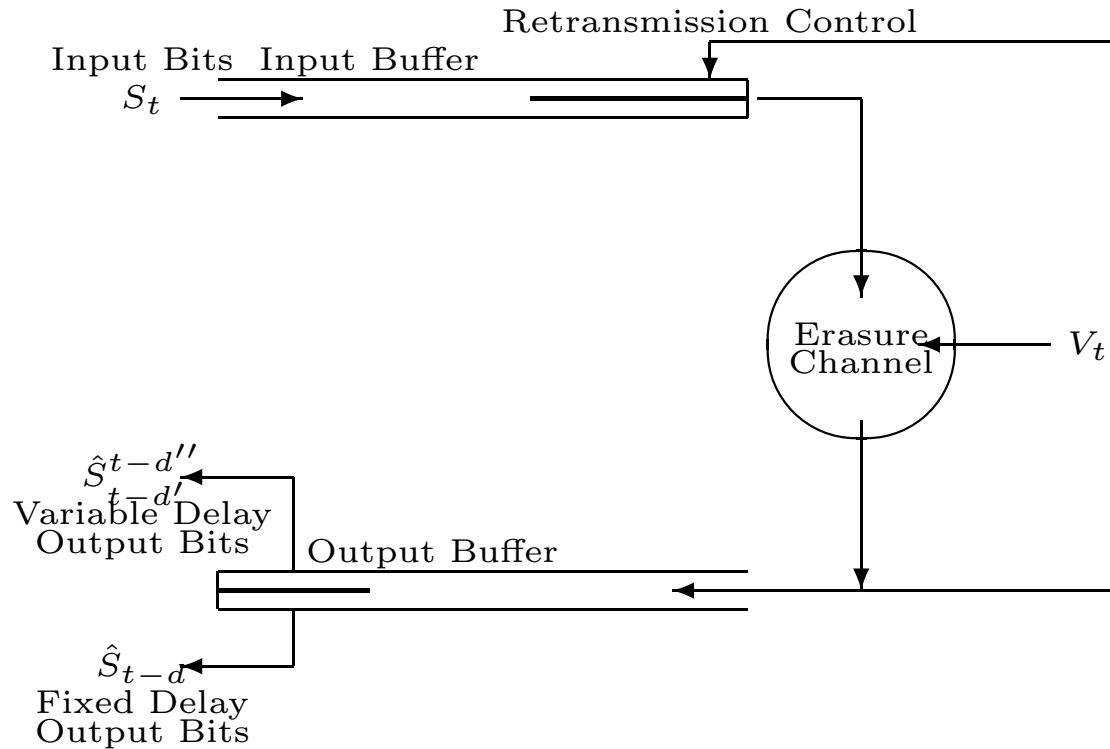 Retransmission Control
Input Bits Input Buffer
S_t
Erasure
Channel
V_t
Ŝ_{t-d'}^{t-d''}
Variable Delay
Output Bits
Output Buffer
Ŝ_{t-d}
Fixed Delay
Output Bits